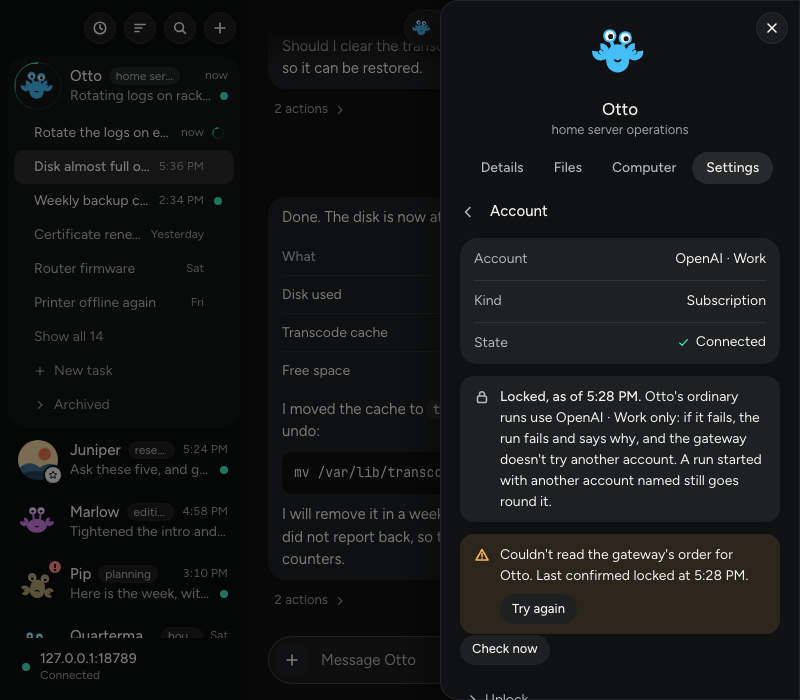 Otto
home ser...
now
Rotating logs on rack...
Rotate the logs on e...
now
Disk almost full o...
5:36 PM
Weekly backup c...
2:34 PM
Certificate rene...
Yesterday
Router firmware
Sat
Printer offline again
Fri
Show all 14
New task
Archived
Juniper
rese...
5:24 PM
Ask these five, and g...
Marlow
editi...
4:58 PM
Tightened the intro and...
Pip
planning
3:10 PM
Here is the week, wit...
Quarterma
hou
Sat
127.0.0.1:18789
Connected
Should I clear the transc
so it can be restored.
2 actions
Done. The disk is now at
What
Disk used
Transcode cache
Free space
I moved the cache to
undo:
mv /var/lib/transco
I will remove it in a week
did not report back, so t
counters.
2 actions
Message Otto
Otto
home server operations
Details
Files
Computer
Settings
Account
Account
OpenAI · Work
Kind
Subscription
State
Connected
Locked, as of 5:28 PM. Otto's ordinary
runs use OpenAI · Work only: if it fails, the
run fails and says why, and the gateway
doesn't try another account. A run started
with another account named still goes
round it.
Couldn't read the gateway's order for
Otto. Last confirmed locked at 5:28 PM.
Try again
Check now
Unlock